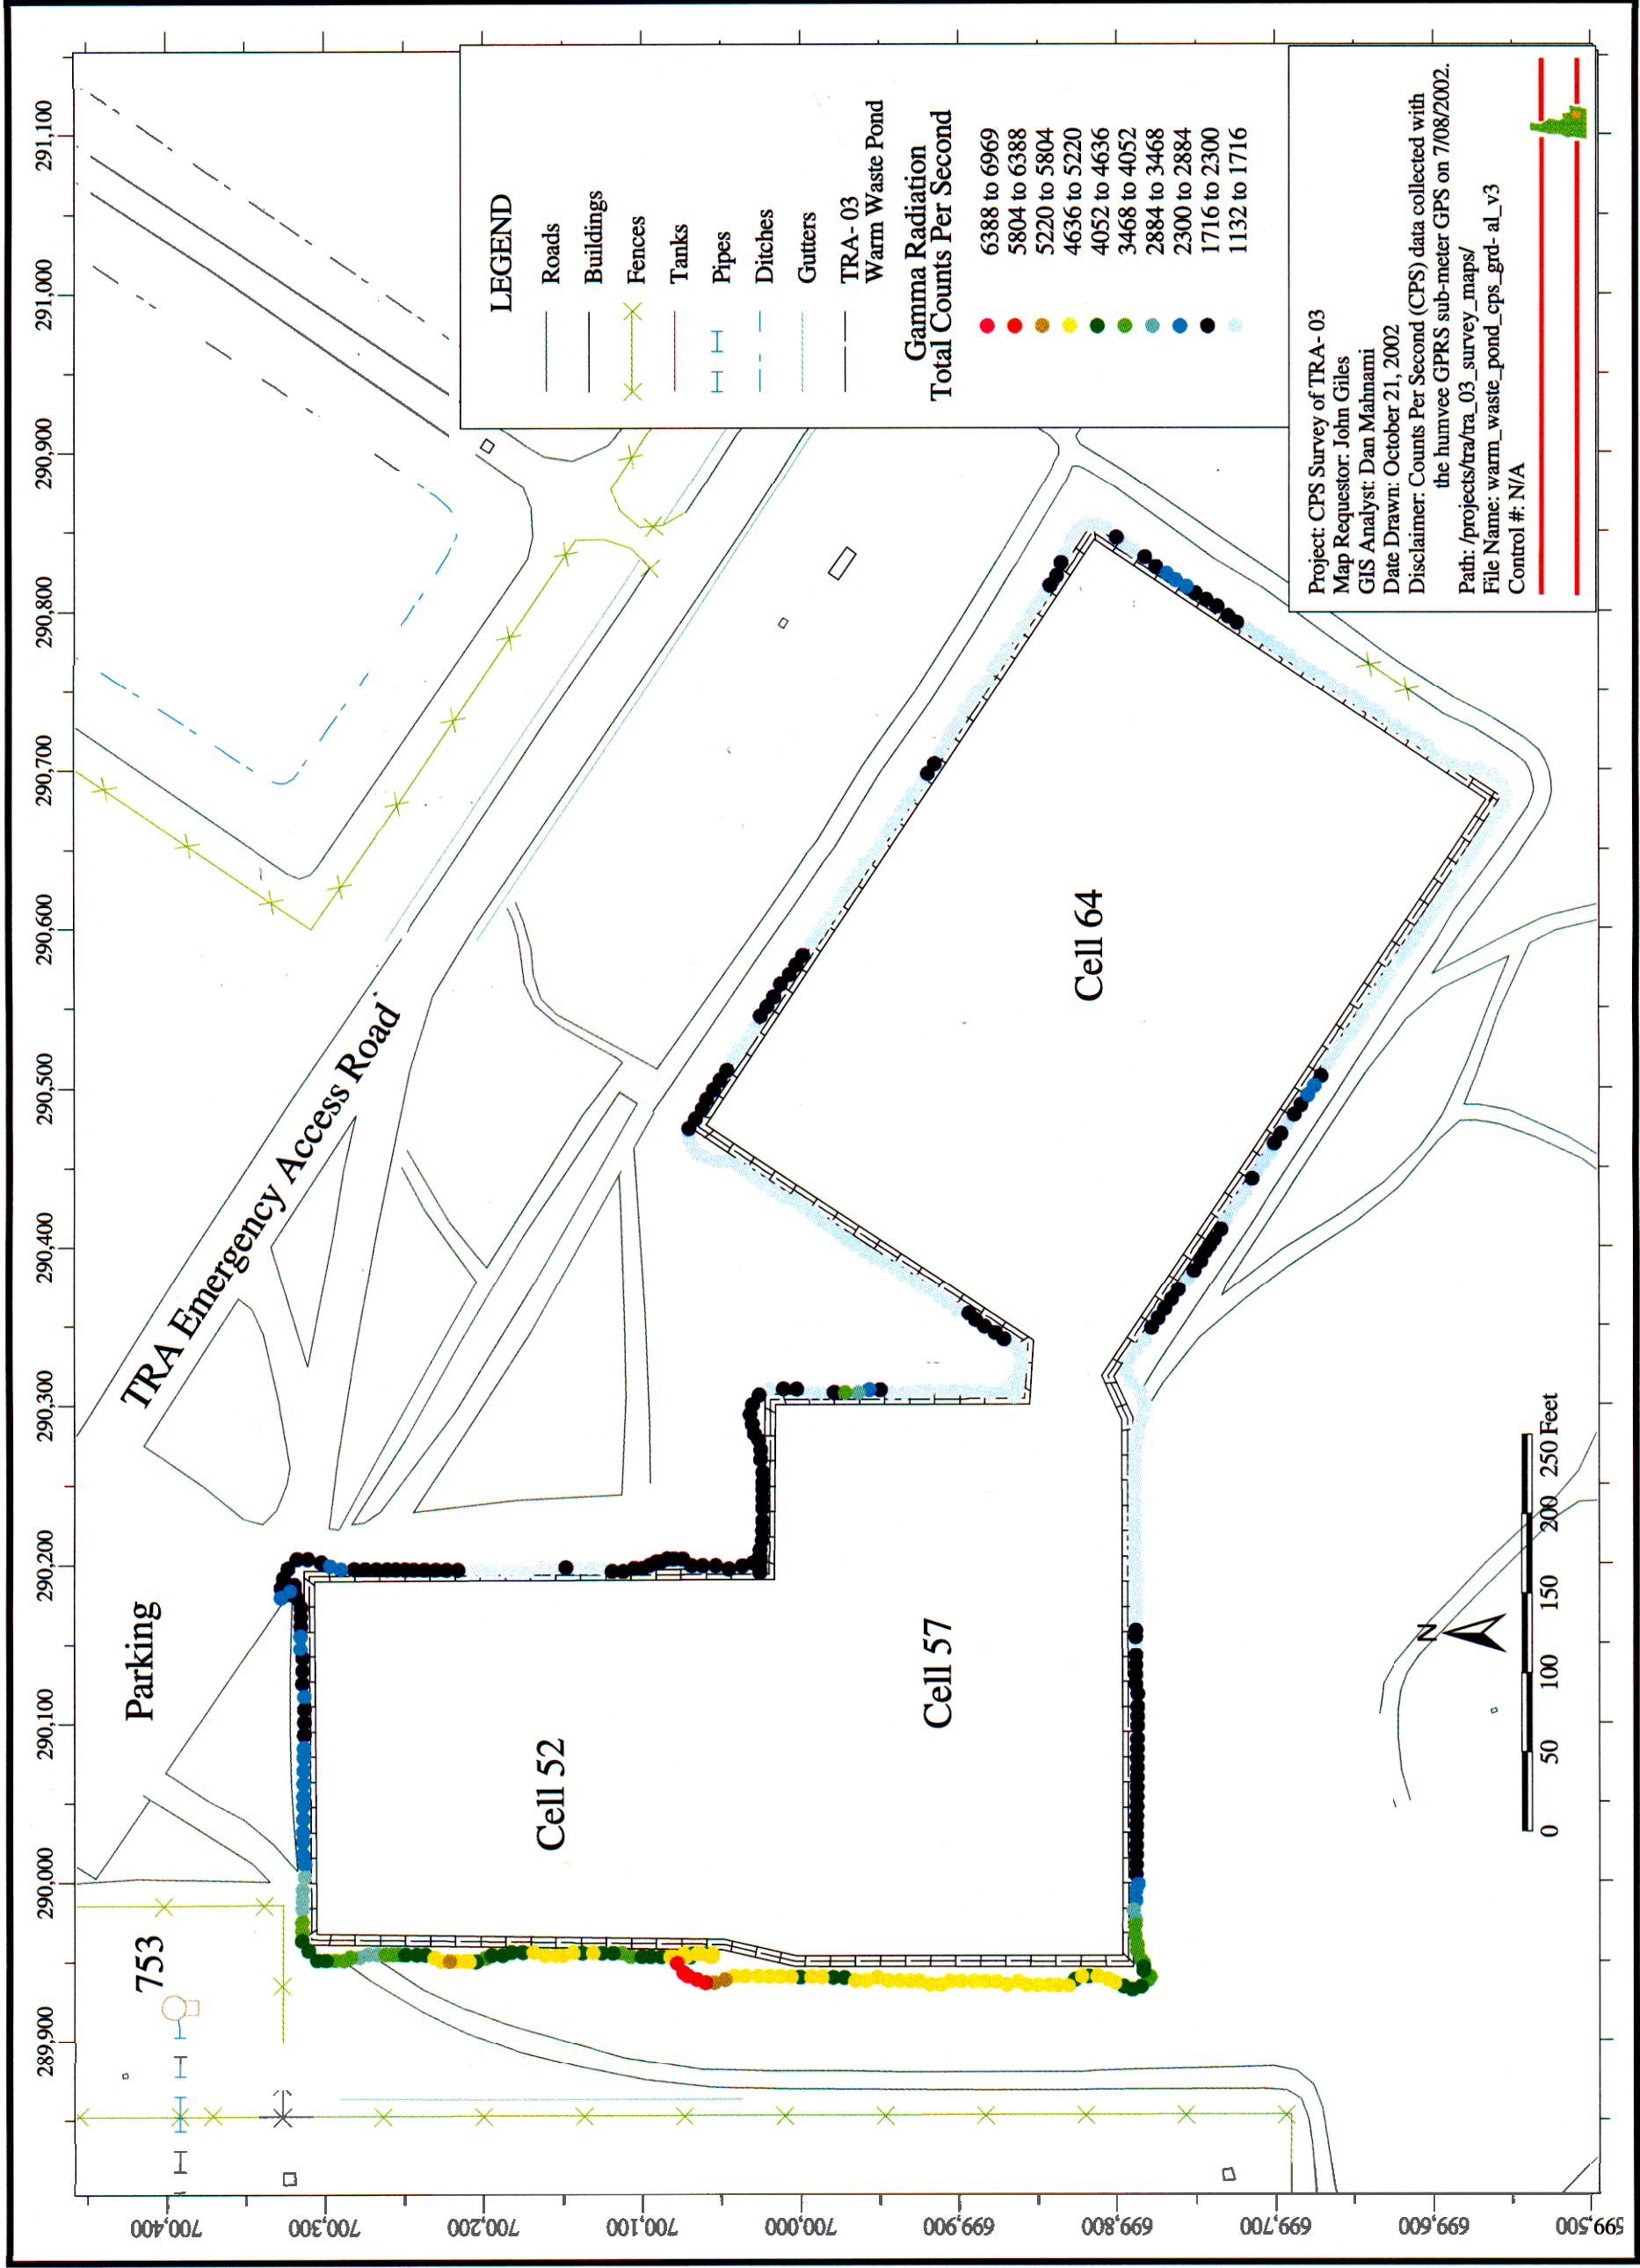 TRA Emergency Access Road
Parking
753
Cell 52
Cell 57
Cell 64
LEGEND
Roads
Buildings
Fences
Tanks
Pipes
Ditches
Gutters
TRA- 03
Warm Waste Pond
Gamma Radiation
Total Counts Per Second
6388 to 6969
5804 to 6388
5220 to 5804
4636 to 5220
4052 to 4636
3468 to 4052
2884 to 3468
2300 to 2884
1716 to 2300
1132 to 1716
Project: CPS Survey of TRA- 03
Map Requestor: John Giles
GIS Analyst: Dan Mahnami
Date Drawn: October 21, 2002
Disclaimer: Counts Per Second (CPS) data collected with
the humvee GPRS sub-meter GPS on 7/08/2002.
Path: /projects/tra/tra_03_survey_maps/
File Name: warm_waste_pond_cps_grd- al_v3
Control #: N/A
N
0 50 100 150 200 250 Feet
289,900 290,000 290,100 290,200 290,300 290,400 290,500 290,600 290,700 290,800 290,900 291,000 291,100
700,400
700,300
700,200
700,100
700,000
699,900
699,800
699,700
699,600
699,500